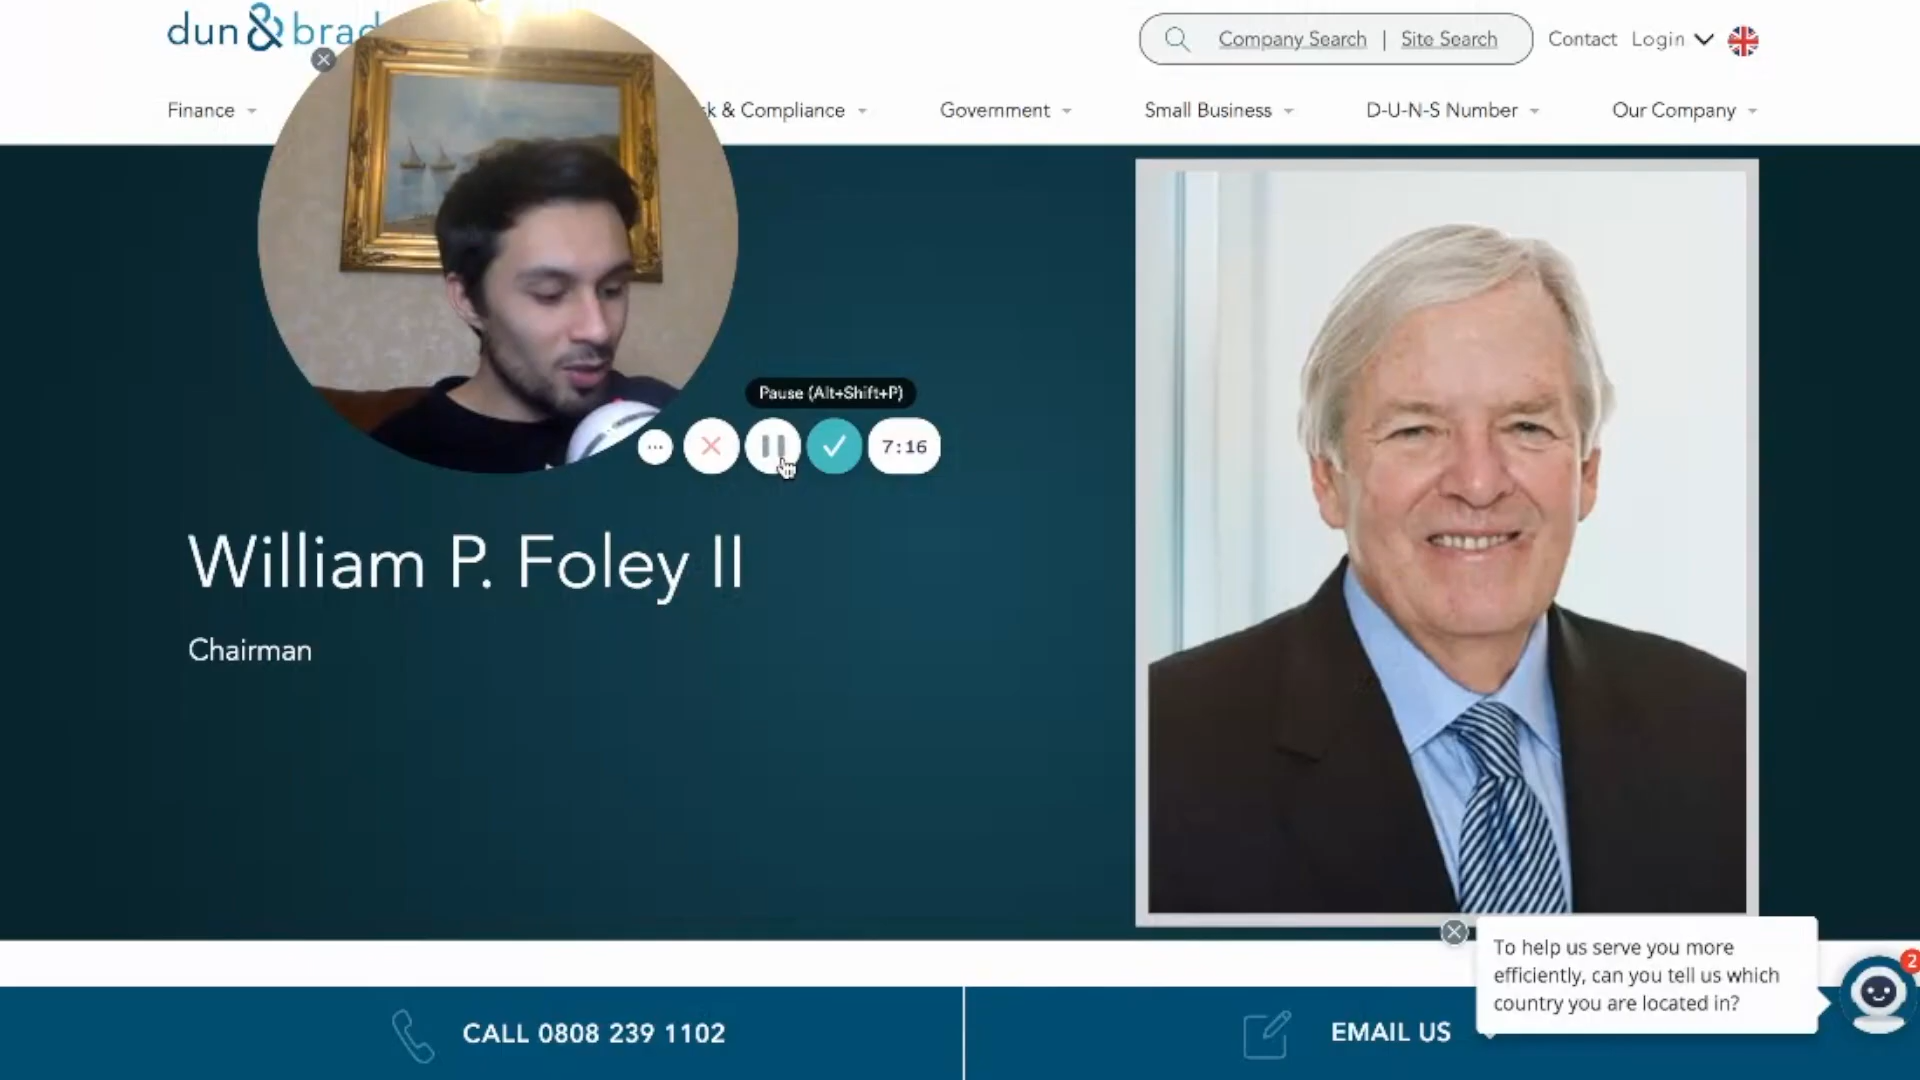 dun & brad
Company Search | Site Search
Contact
Login
Finance
sk & Compliance
Government
Small Business
D-U-N-S Number
Our Company
Pause (Alt+Shift+P)
7:16
William P. Foley II
Chairman
To help us serve you more
efficiently, can you tell us which
country you are located in?
2
CALL 0808 239 1102
EMAIL US